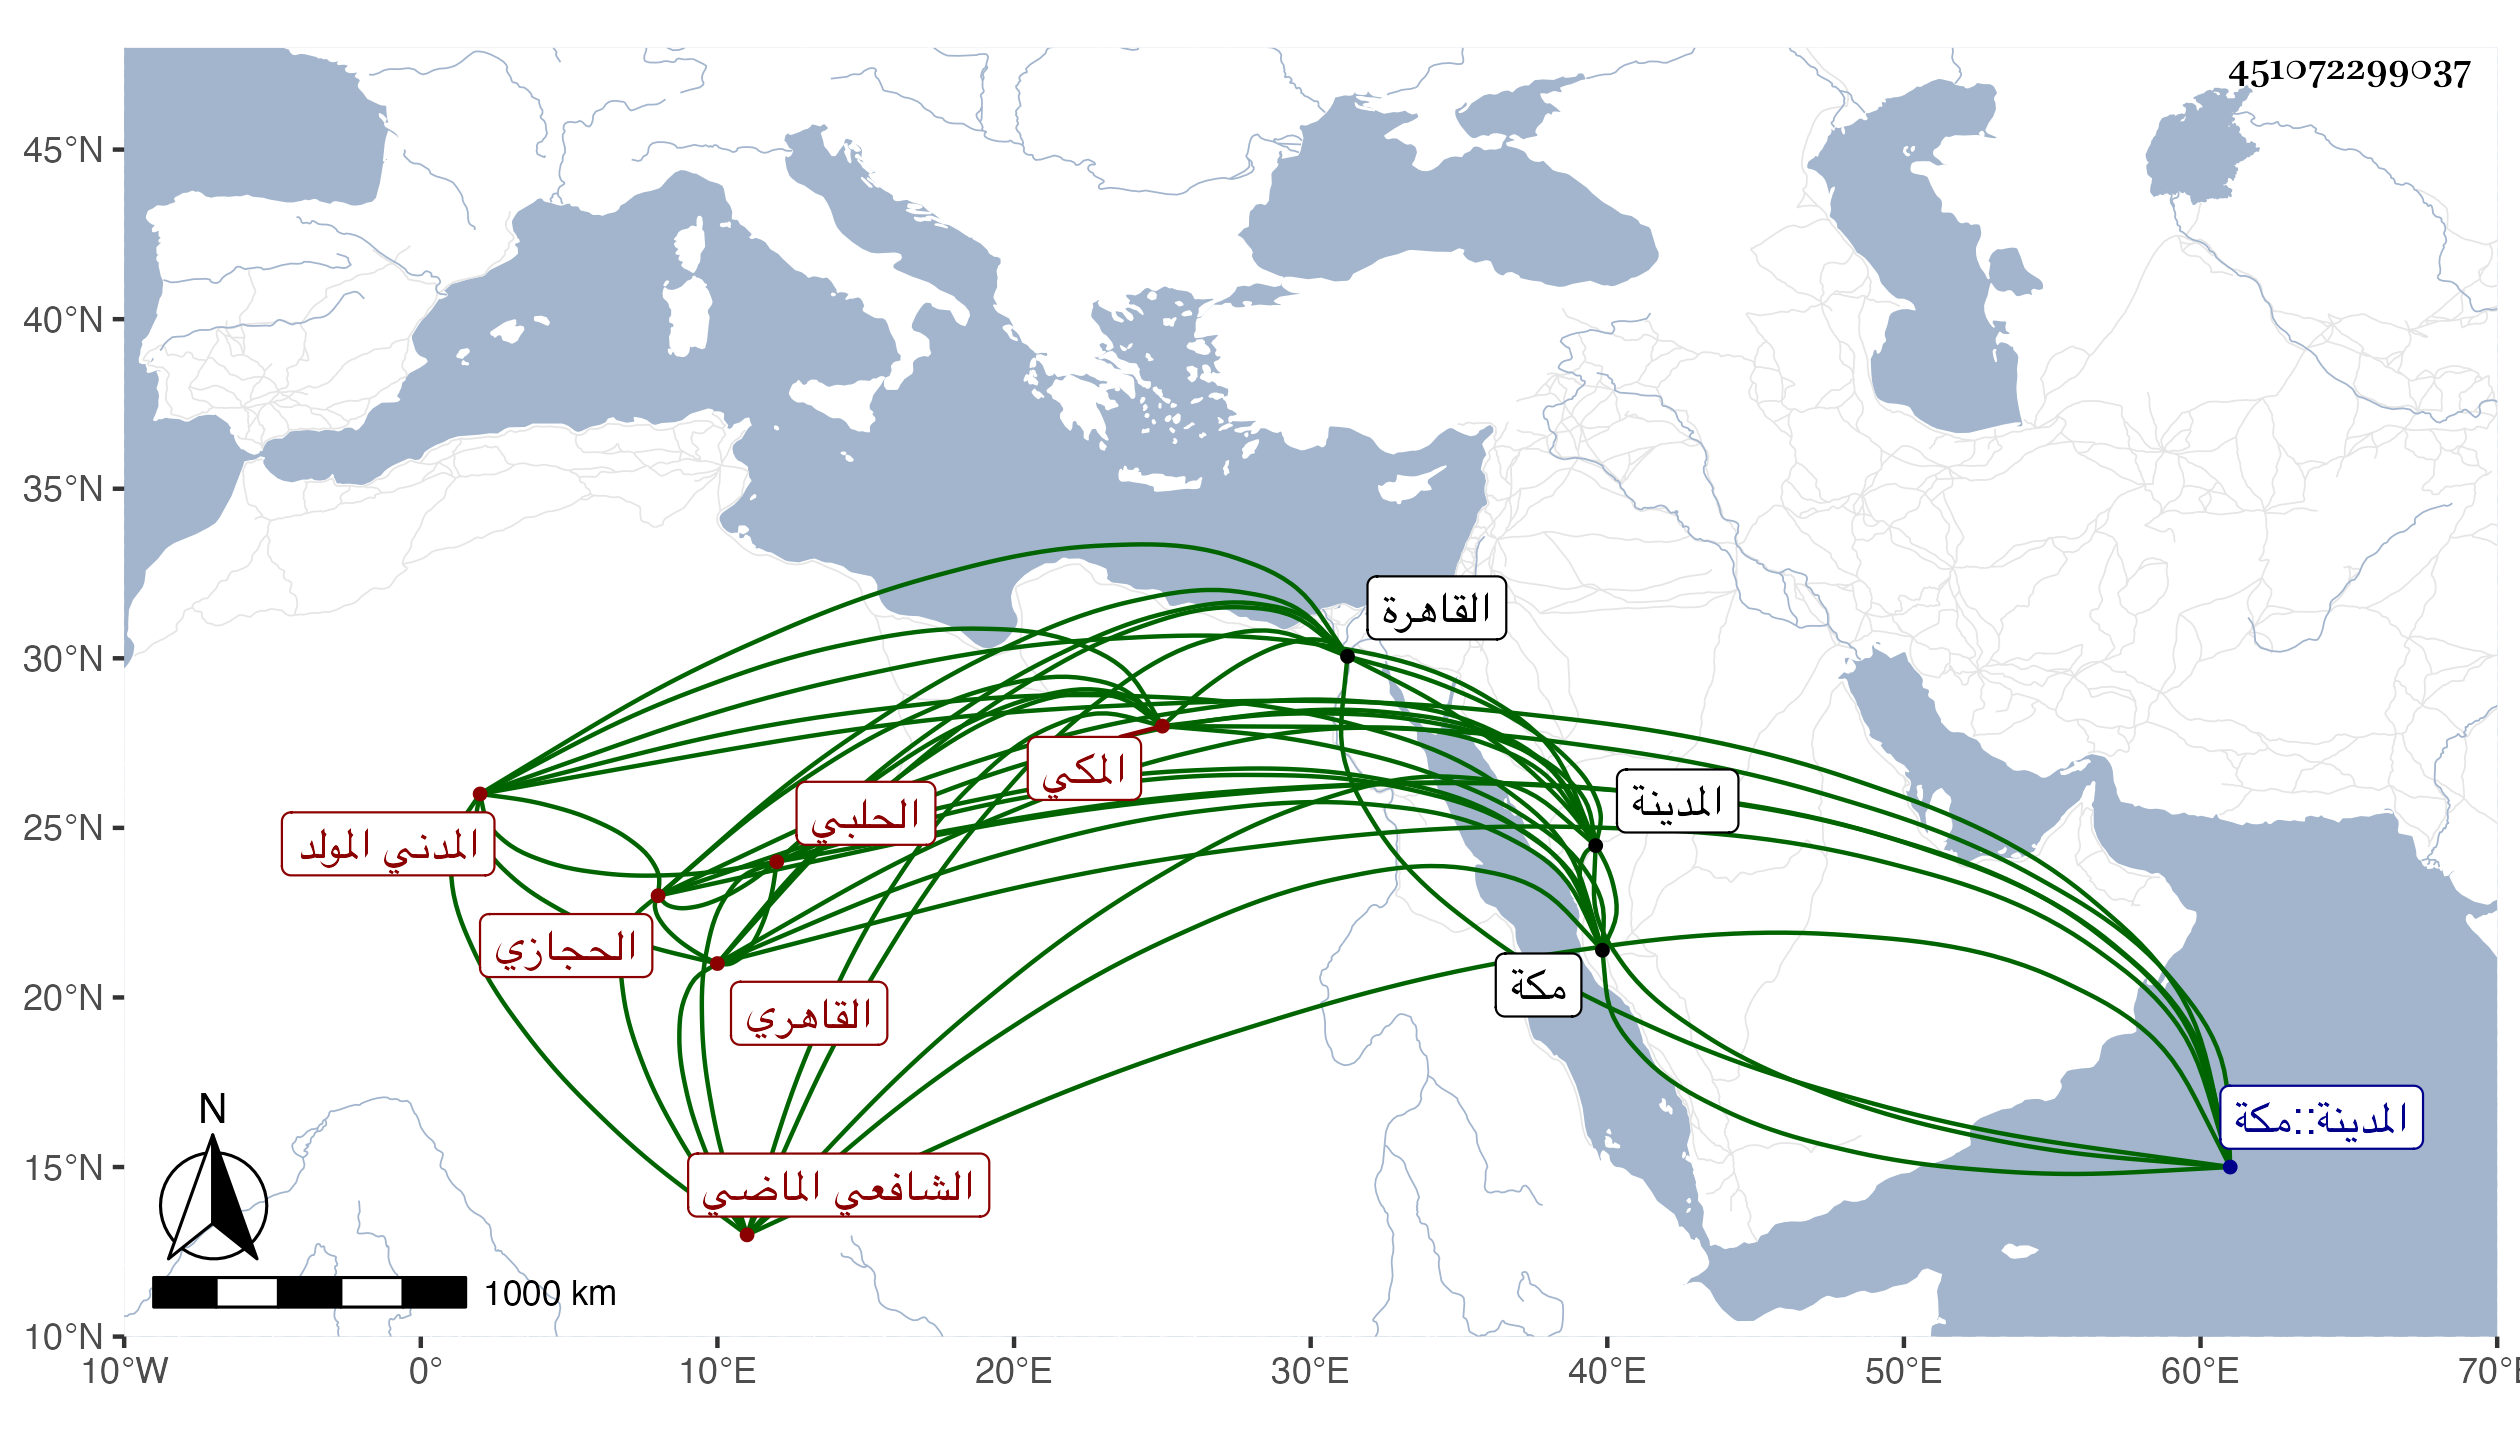 451072299037
45°N
40°N
35°N
30°N
25°N
20°N
15°N
10°N
القاهرة
المكي
المدينة
الحلبي
المدني المولد
الحجازي
مكة
القاهري
المدينة::مكة
الشافعي الماضي
N
1000 km
10°W 0° 10°E 20°E 30°E 40°E 50°E 60°E 70°E